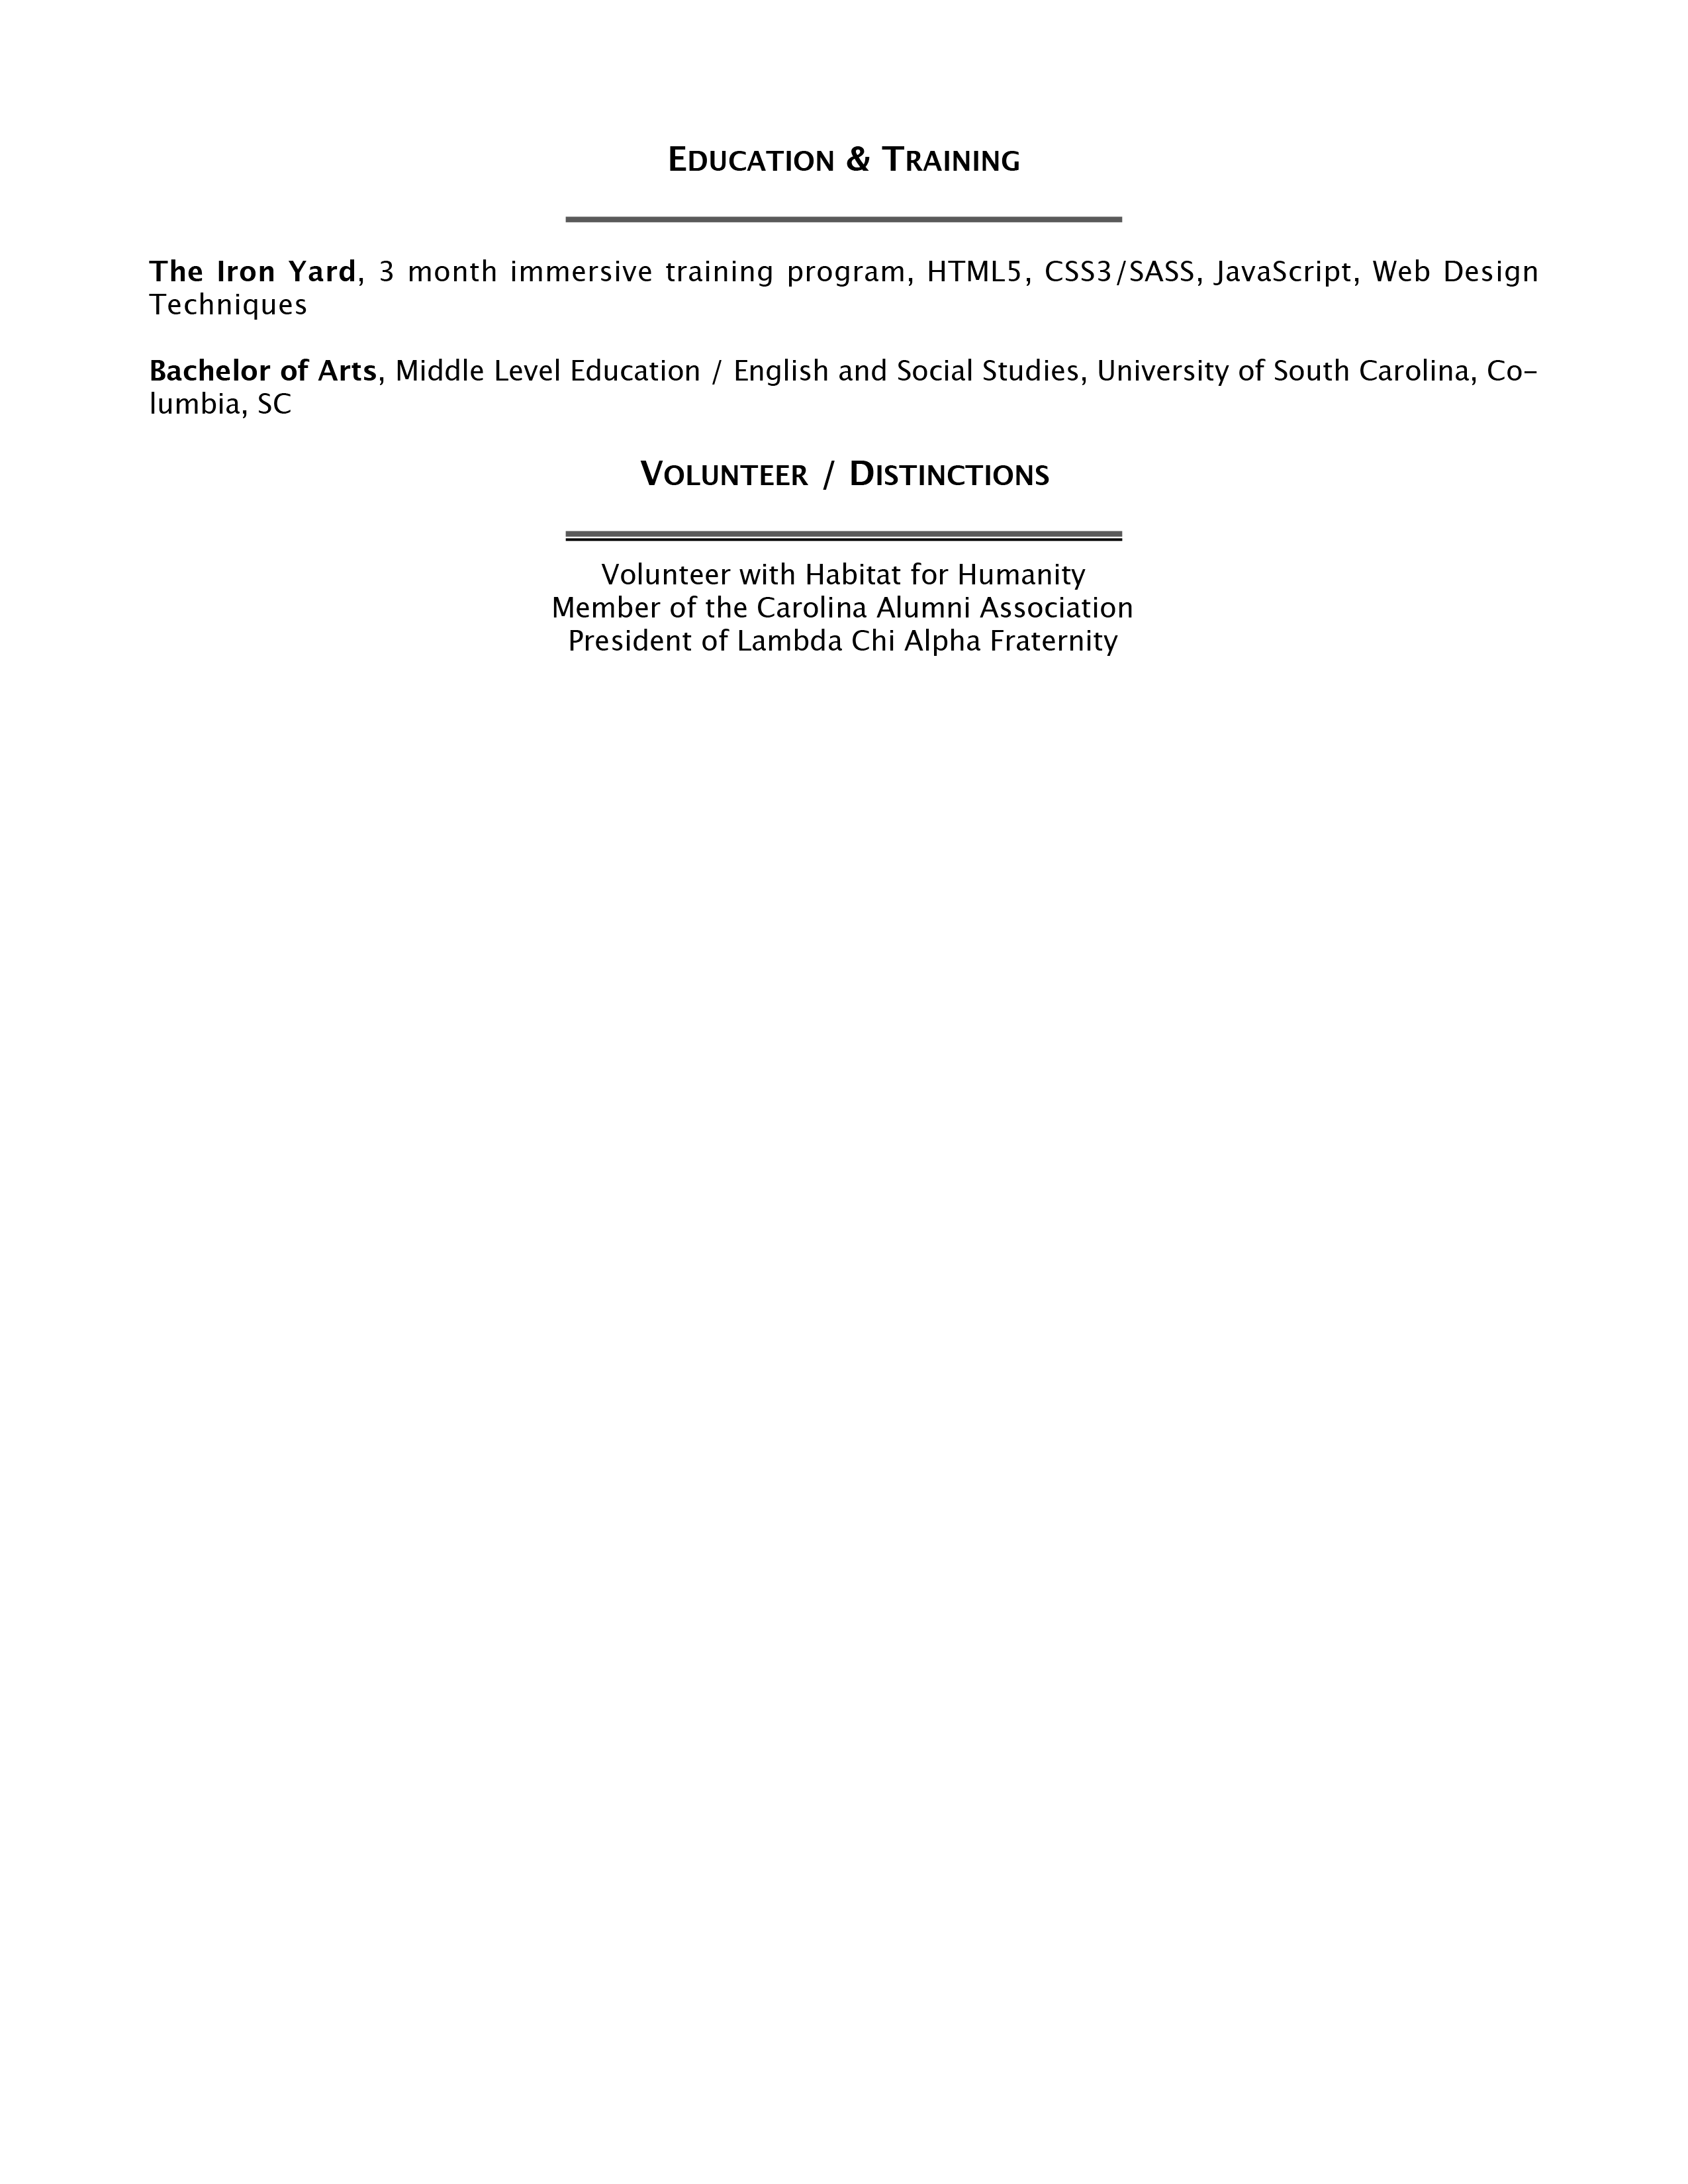 EDUCATION & TRAINING
The Iron Yard, 3 month immersive training program, HTML5, CSS3/SASS, JavaScript, Web Design
Techniques
Bachelor of Arts, Middle Level Education / English and Social Studies, University of South Carolina, Co-
lumbia, SC
VOLUNTEER / DISTINCTIONS
Volunteer with Habitat for Humanity
Member of the Carolina Alumni Association
President of Lambda Chi Alpha Fraternity